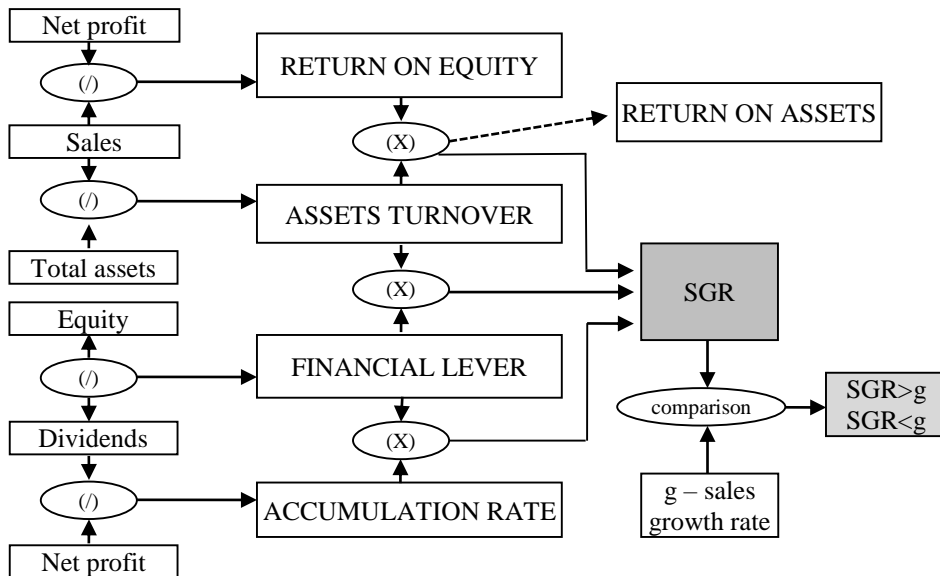 Net profit
(/)
RETURN ON EQUITY
RETURN ON ASSETS
Sales
(X)
(/)
ASSETS TURNOVER
Total assets
(X)
SGR
Equity
(/)
FINANCIAL LEVER
comparison
SGR>g
SGR<g
Dividends
(X)
(/)
ACCUMULATION RATE
g – sales
growth rate
Net profit